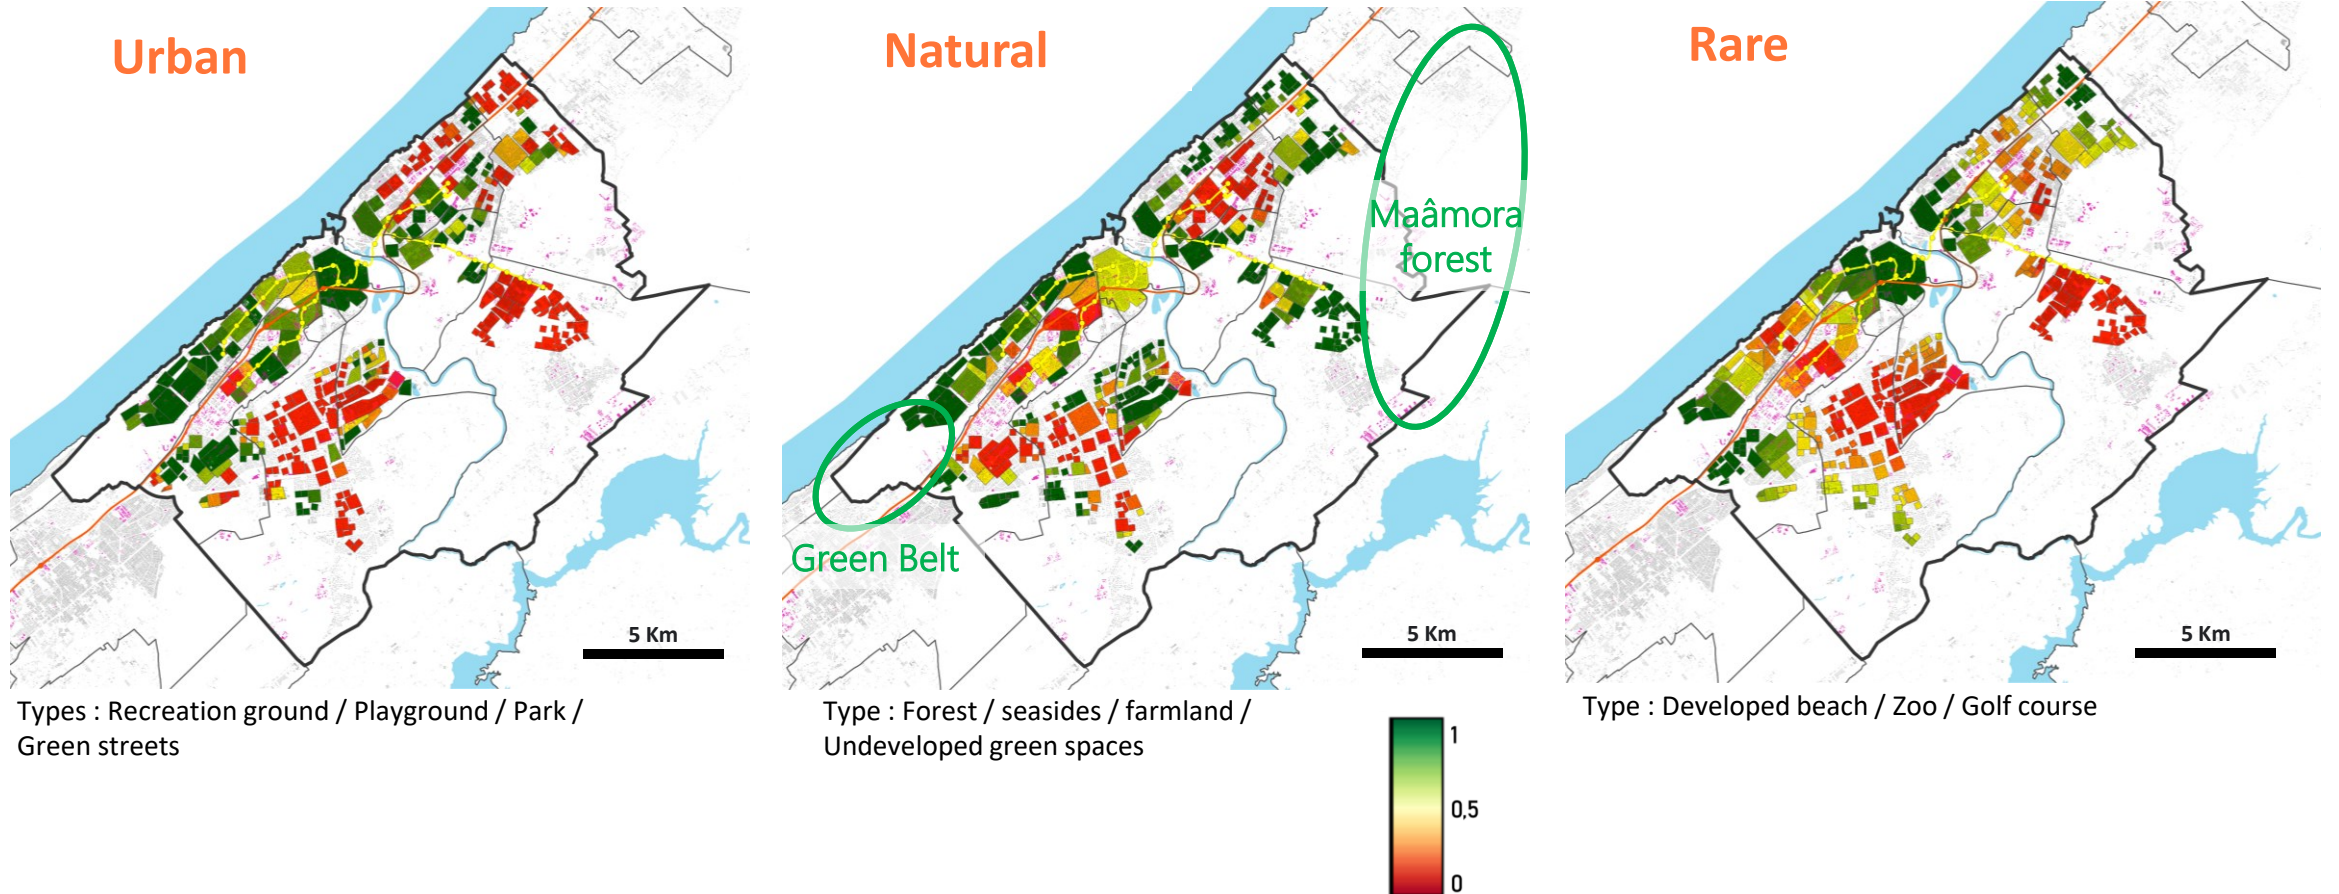 Urban
Natural
Rare
Maâmora
forest
Green Belt
5 Km
5 Km
5 Km
Types : Recreation ground / Playground / Park /
Green streets
Type : Forest / seasides / farmland /
Undeveloped green spaces
Type : Developed beach / Zoo / Golf course
1
0,5
0